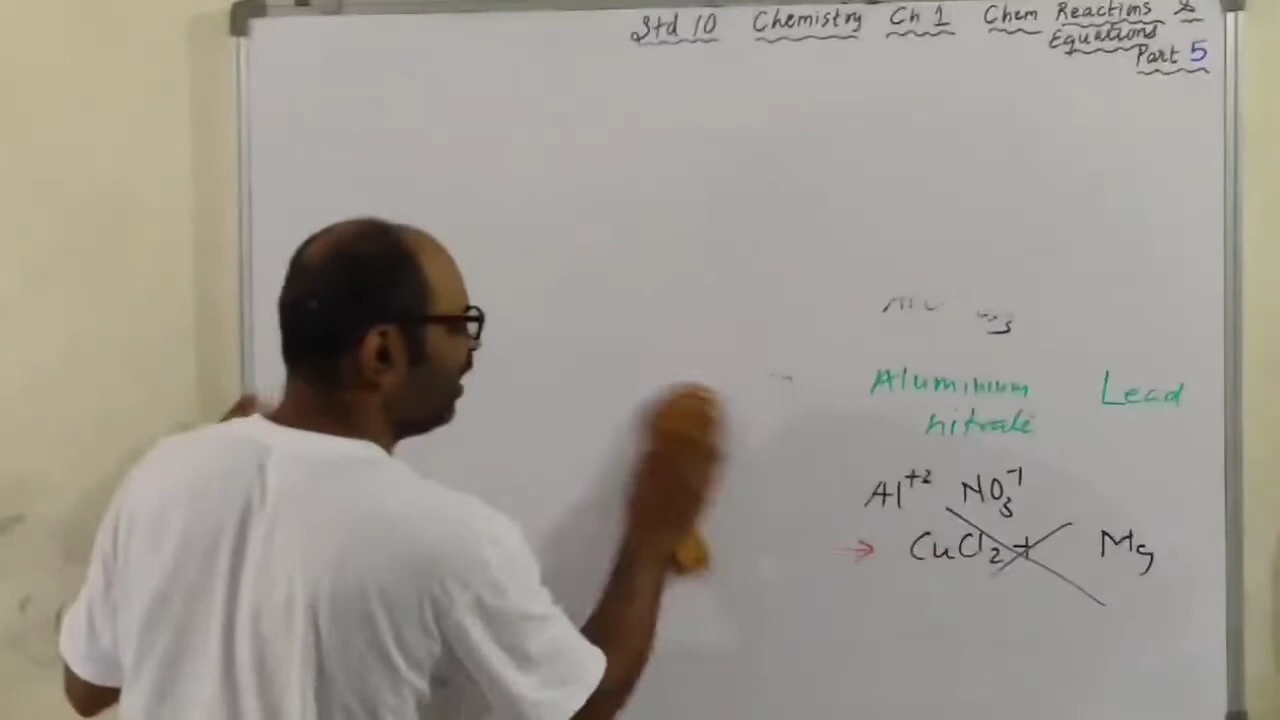 Std 10 Chemistry Ch 1 Chem Reactions &
Equations
Part 5
Aluminium Lead
nitrate
Al⁺² NO₃⁻¹
→ CuCl₂ + Mg